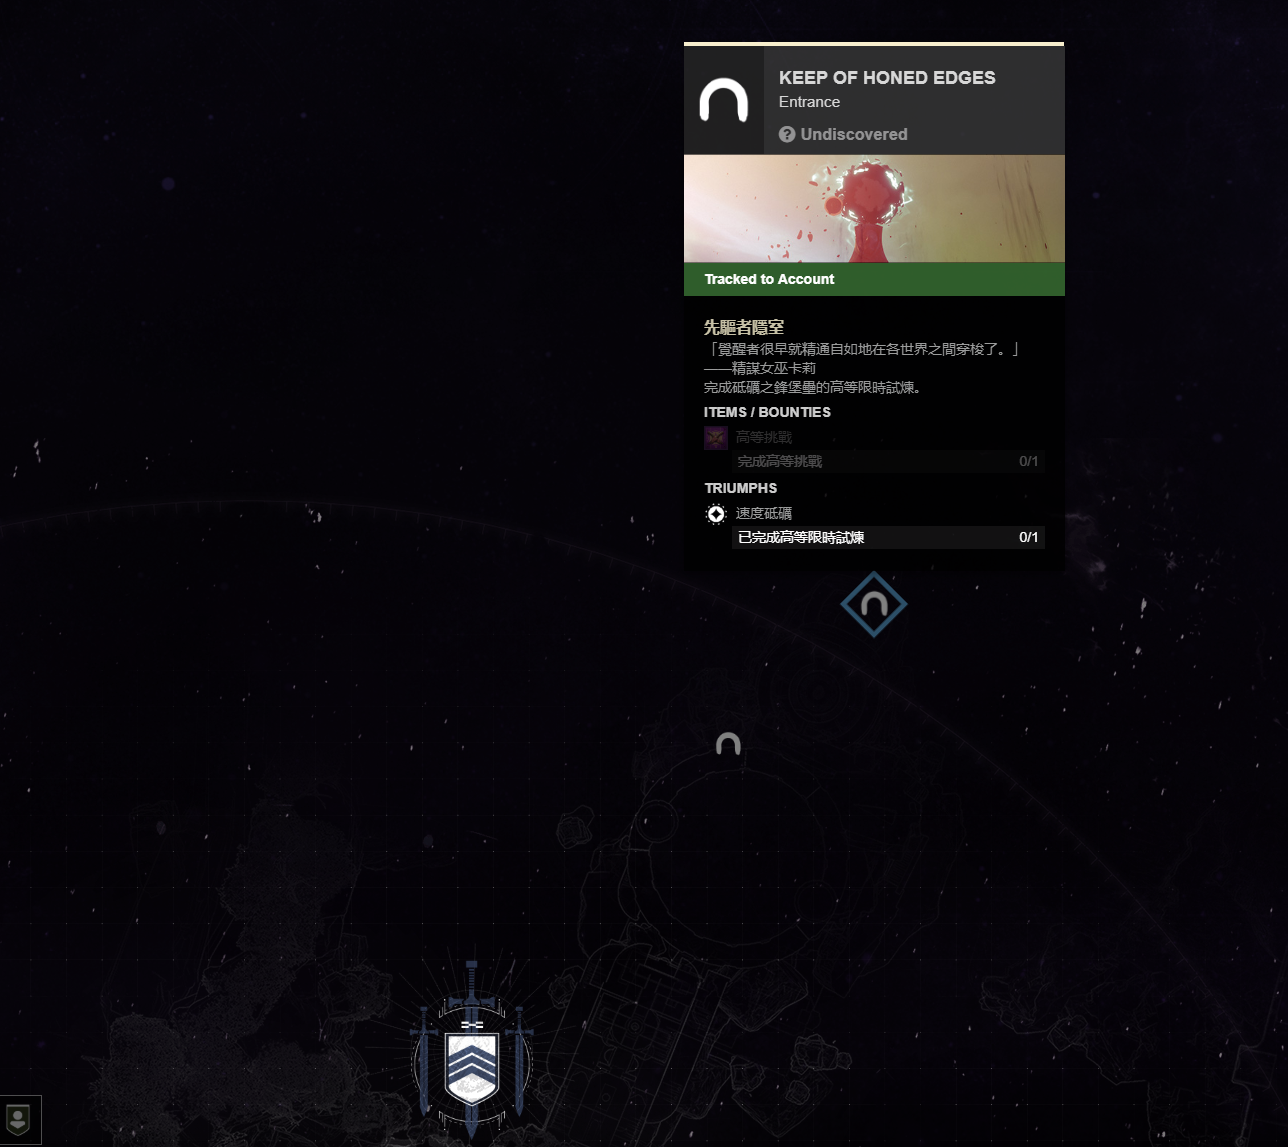 KEEP OF HONED EDGES
Entrance
Undiscovered
Tracked to Account
先驅者隱室
「覺醒者很早就精通自如地在各世界之間穿梭了。」
——精謀女巫卡莉
完成砥礪之鋒堡壘的高等限時試煉。
ITEMS / BOUNTIES
高等挑戰
完成高等挑戰 0/1
TRIUMPHS
速度砥礪
已完成高等限時試煉 0/1